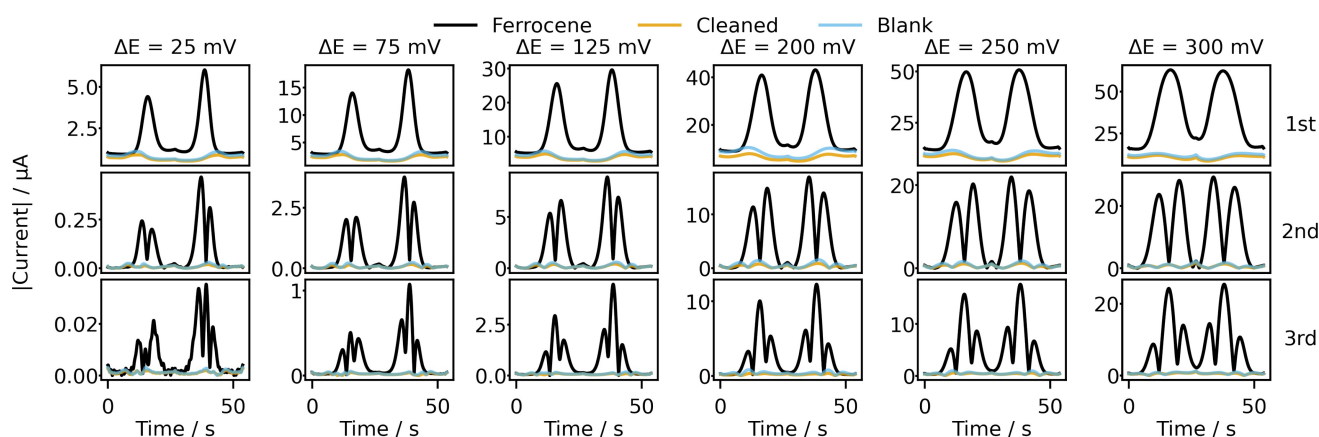 Ferrocene Cleaned Blank
ΔE = 25 mV ΔE = 75 mV ΔE = 125 mV ΔE = 200 mV ΔE = 250 mV ΔE = 300 mV
5.0 2.5 15 10 5 30 20 10 40 20 50 25 50 25 1st
0.25 0.00 2.5 0.0 5 0 10 0 20 0 20 0 2nd
0.02 0.00 1 0 2.5 0.0 10 0 10 0 20 0 3rd
|Current| / μA
0 50 0 50 0 50 0 50 0 50 0 50
Time / s Time / s Time / s Time / s Time / s Time / s